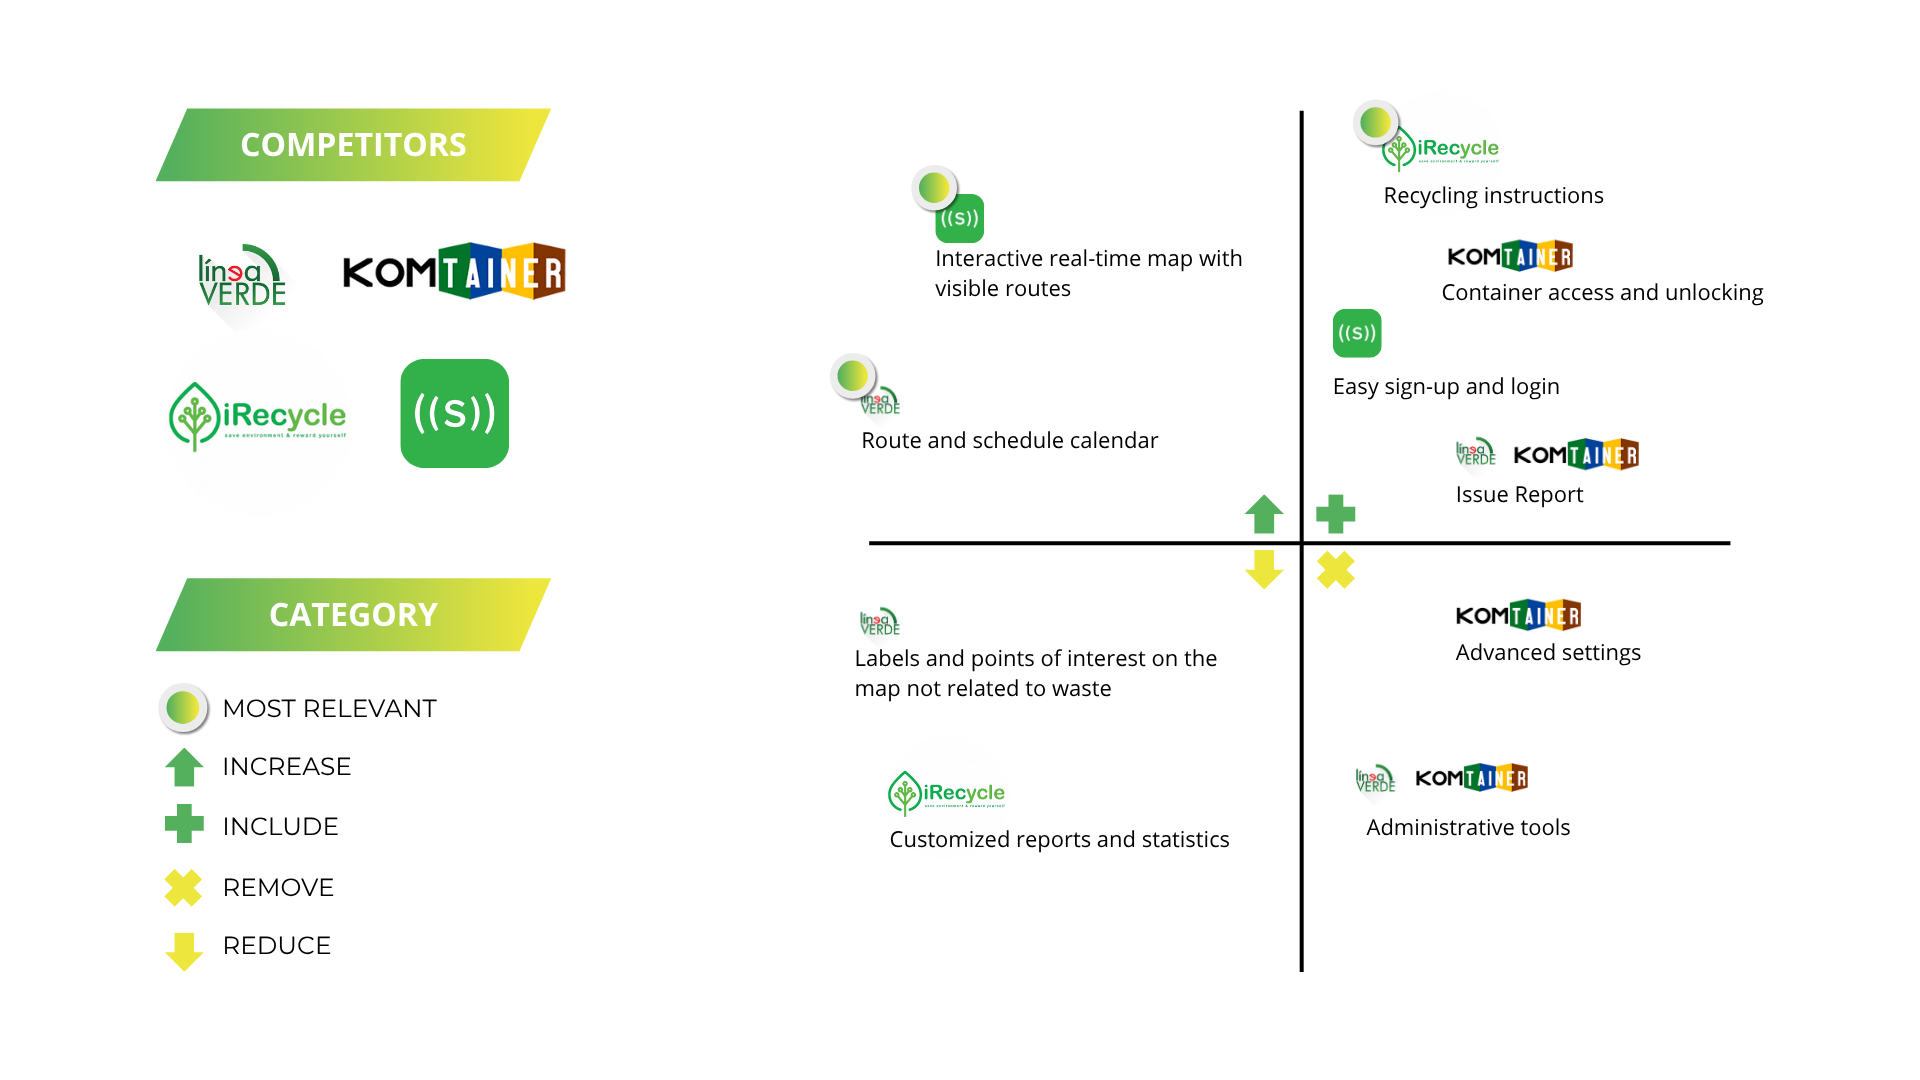 COMPETITORS
línea
VERDE
KOMTAINER
iRecycle
save environment & reward yourself
((S))
CATEGORY
MOST RELEVANT
INCREASE
INCLUDE
REMOVE
REDUCE
((S))
Interactive real-time map with
visible routes
línea
VERDE
Route and schedule calendar
iRecycle
save environment & reward yourself
Recycling instructions
KOMTAINER
Container access and unlocking
((S))
Easy sign-up and login
línea
VERDE
KOMTAINER
Issue Report
línea
VERDE
Labels and points of interest on the
map not related to waste
iRecycle
save environment & reward yourself
Customized reports and statistics
KOMTAINER
Advanced settings
línea
VERDE
KOMTAINER
Administrative tools